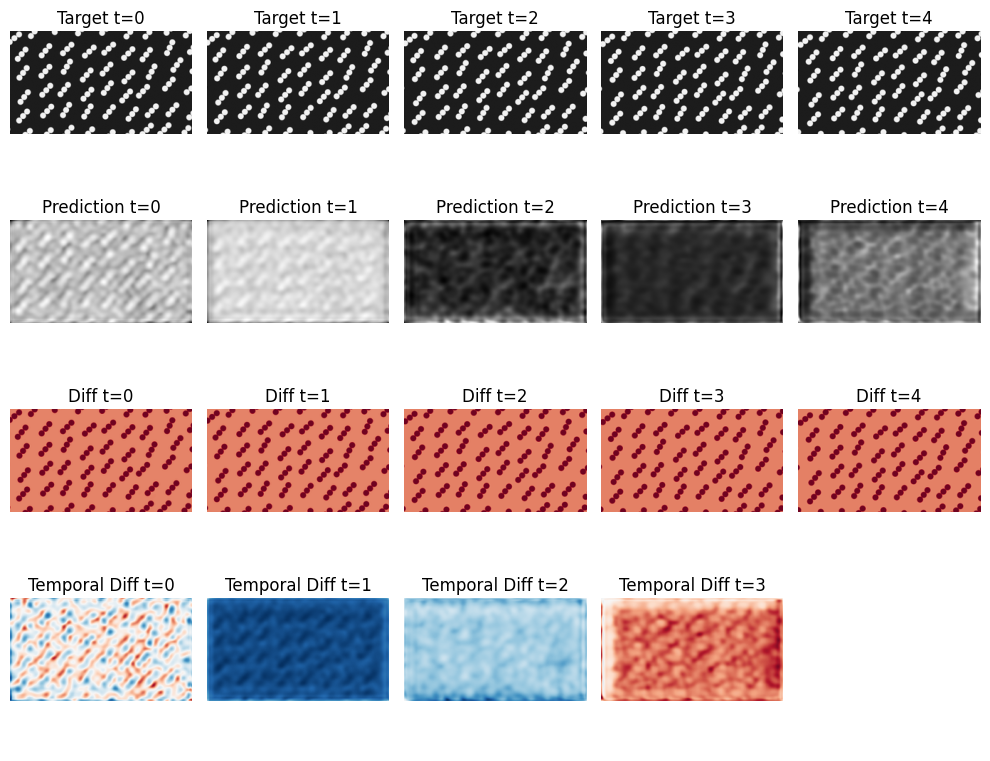 Target t=0 Target t=1 Target t=2 Target t=3 Target t=4
Prediction t=0 Prediction t=1 Prediction t=2 Prediction t=3 Prediction t=4
Diff t=0 Diff t=1 Diff t=2 Diff t=3 Diff t=4
Temporal Diff t=0 Temporal Diff t=1 Temporal Diff t=2 Temporal Diff t=3